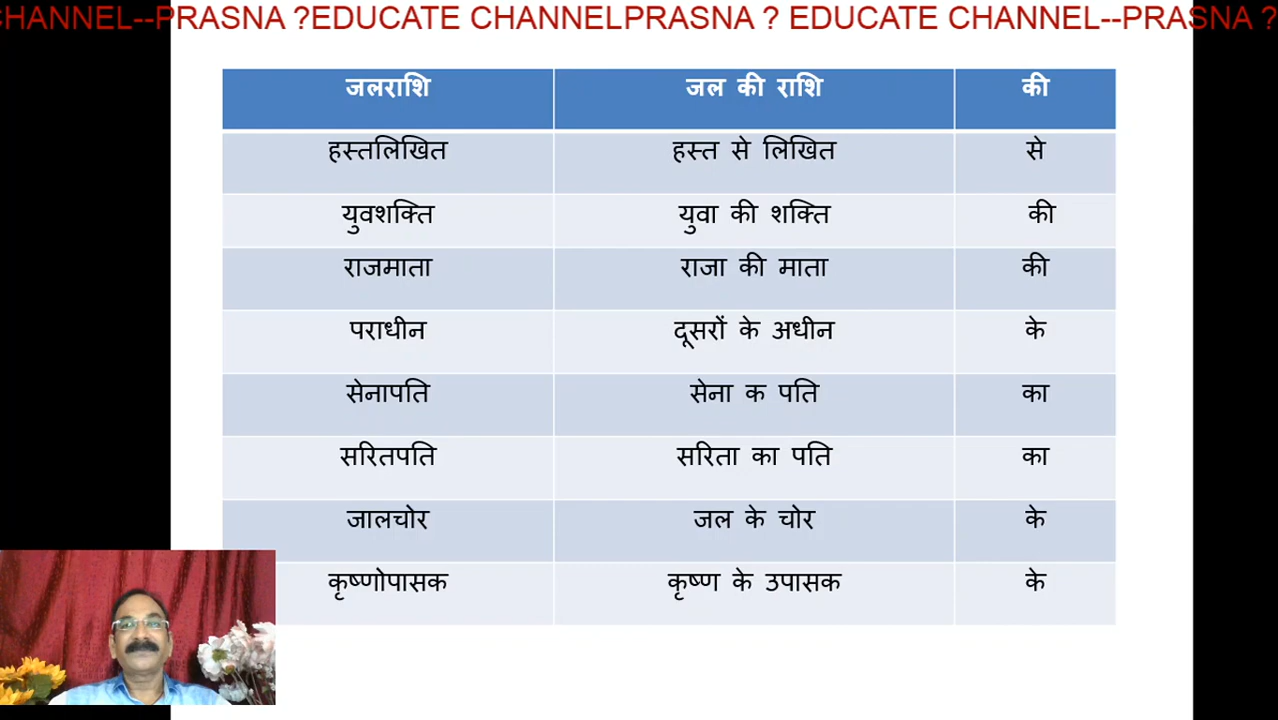 CHANNEL--PRASNA ?EDUCATE CHANNELPRASNA ? EDUCATE CHANNEL--PRASNA ?
जलराशि जल की राशि की
हस्तलिखित हस्त से लिखित से
युवशक्ति युवा की शक्ति की
राजमाता राजा की माता की
पराधीन दूसरों के अधीन के
सेनापति सेना क पति का
सरितपति सरिता का पति का
जालचोर जल के चोर के
कृष्णोपासक कृष्ण के उपासक के